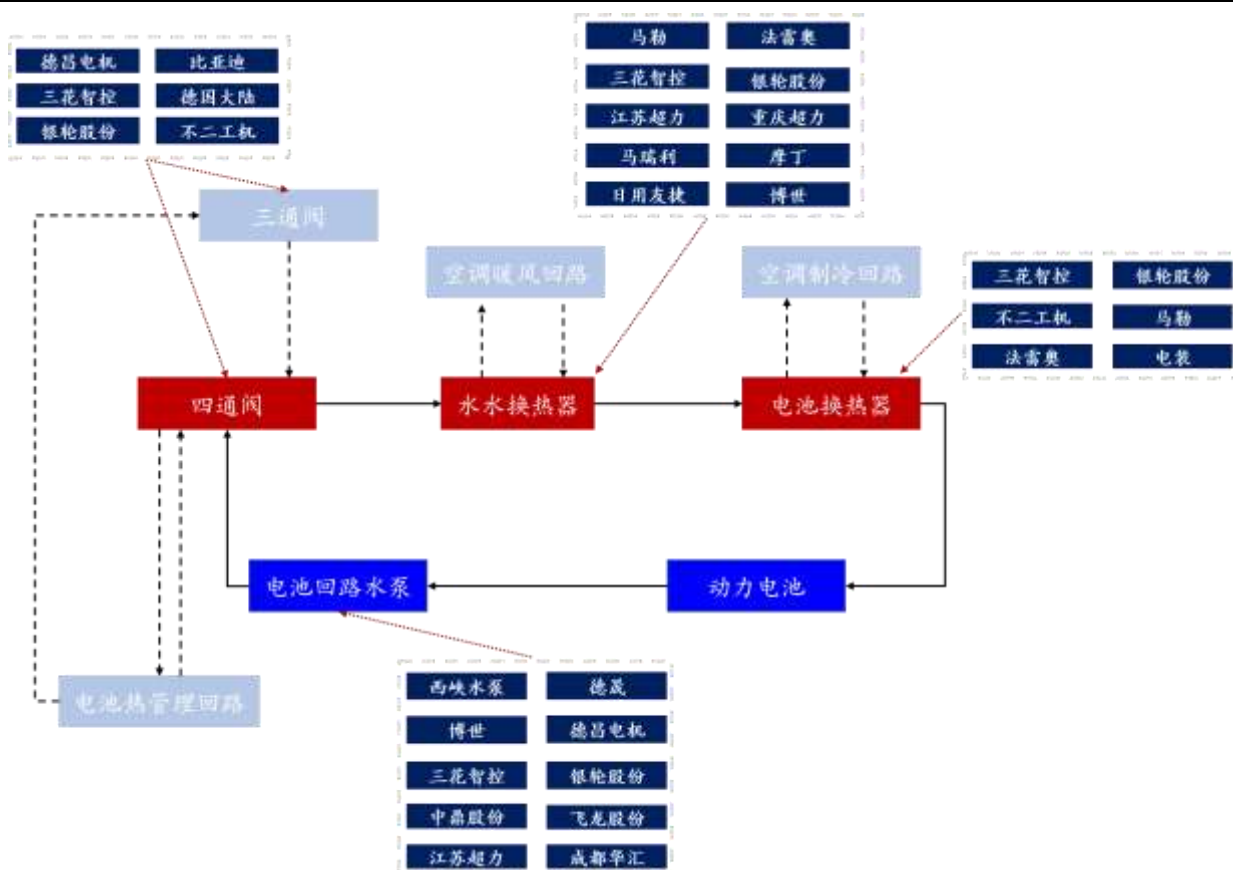 德昌电机
比亚迪
三花智控
德国大陆
银轮股份
不二工机
马勒
法雷奥
三花智控
银轮股份
江苏超力
重庆超力
马瑞利
摩丁
日用友捷
博世
三通阀
空调暖风回路
空调制冷回路
三花智控
银轮股份
不二工机
马勒
法雷奥
电装
四通阀
水水换热器
电池换热器
电池回路水泵
动力电池
电池热管理回路
西峡水泵
德晟
博世
德昌电机
三花智控
银轮股份
中鼎股份
飞龙股份
江苏超力
成都华汇